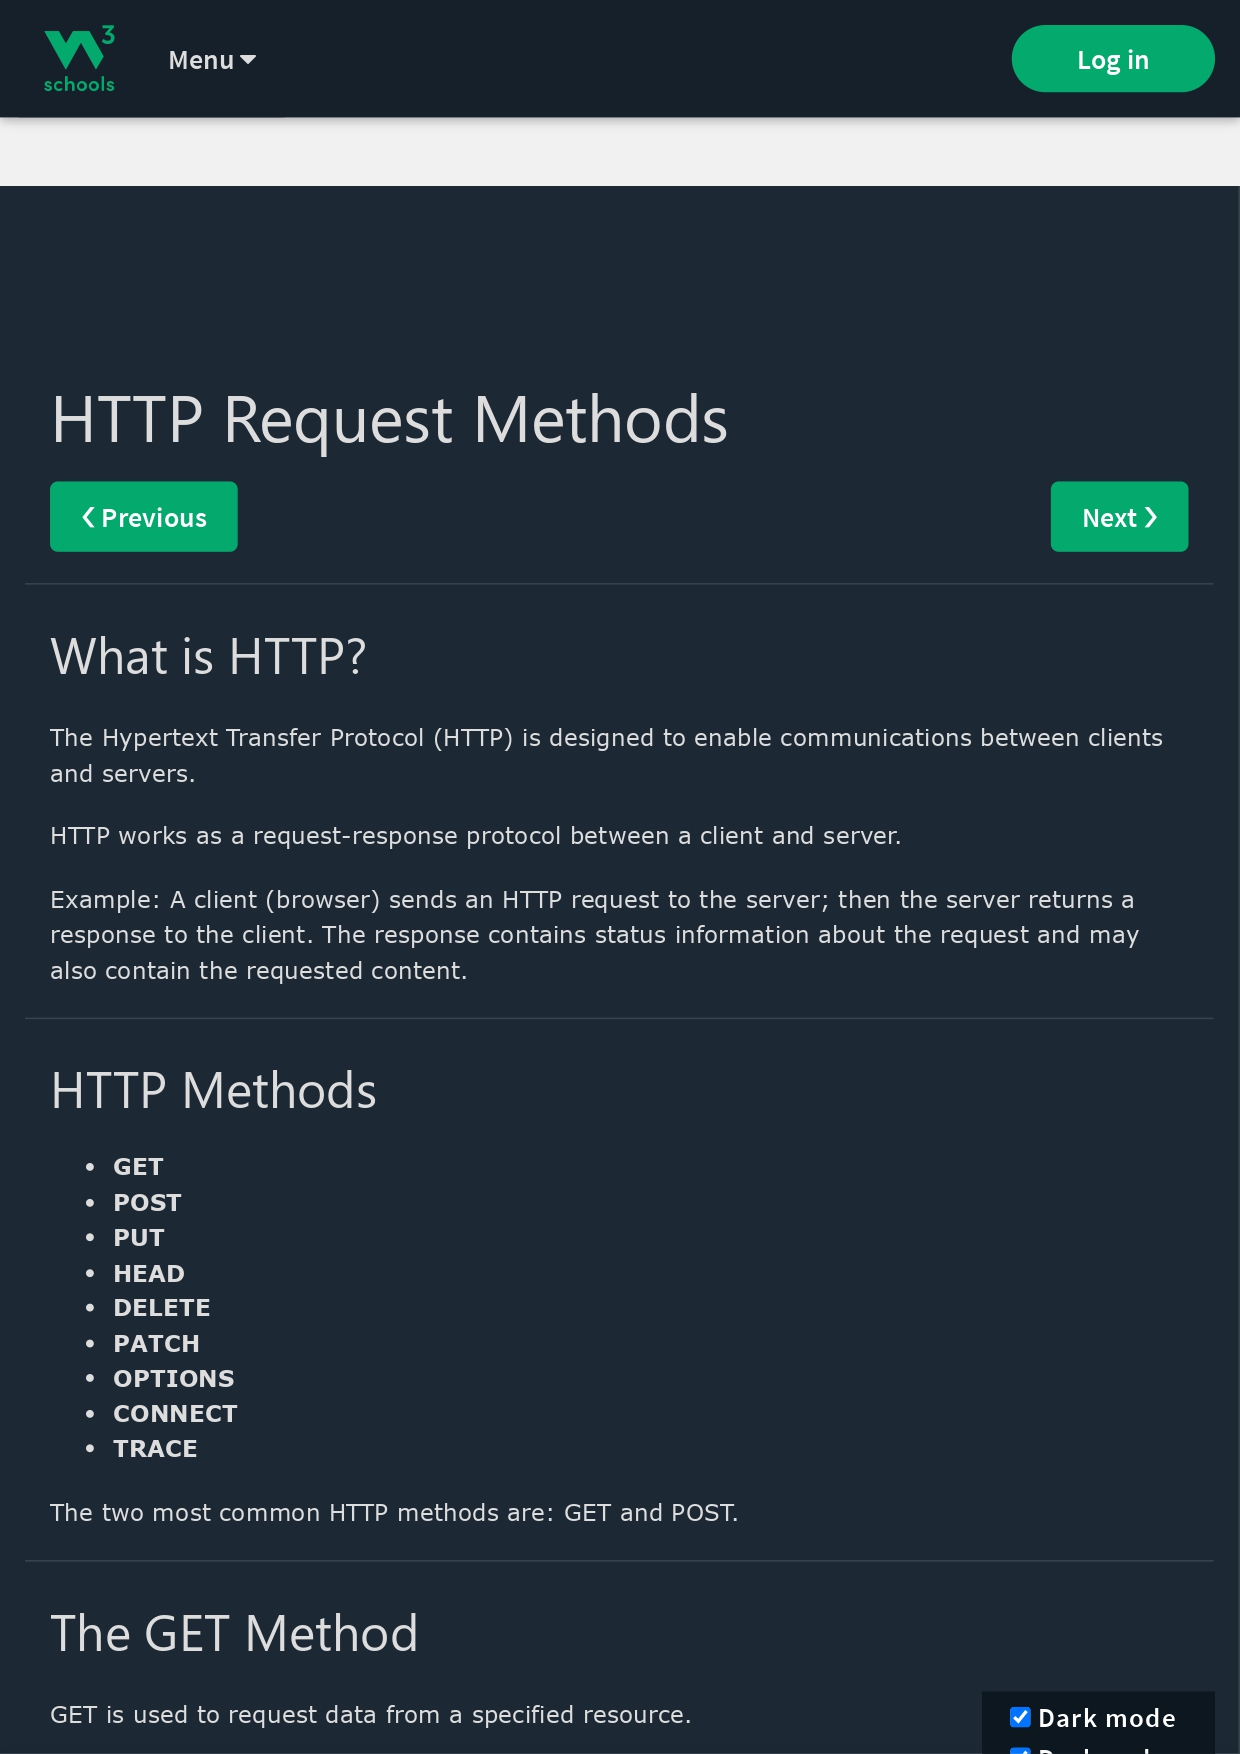 W3
schools
Menu
Log in
HTTP Request Methods
❮ Previous
Next ❯
What is HTTP?
The Hypertext Transfer Protocol (HTTP) is designed to enable communications between clients
and servers.
HTTP works as a request-response protocol between a client and server.
Example: A client (browser) sends an HTTP request to the server; then the server returns a
response to the client. The response contains status information about the request and may
also contain the requested content.
HTTP Methods
• GET
• POST
• PUT
• HEAD
• DELETE
• PATCH
• OPTIONS
• CONNECT
• TRACE
The two most common HTTP methods are: GET and POST.
The GET Method
GET is used to request data from a specified resource.
Dark mode